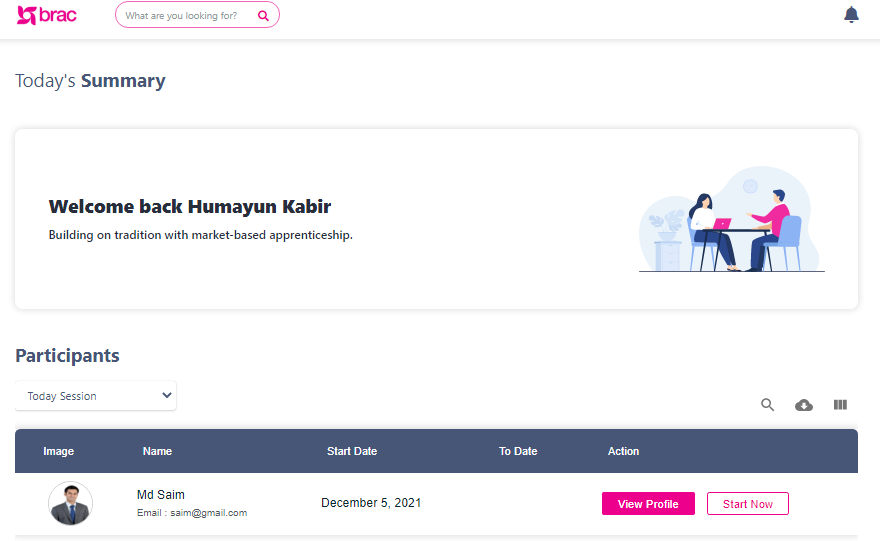 brac
What are you looking for?
Today's Summary
Welcome back Humayun Kabir
Building on tradition with market-based apprenticeship.
Participants
Today Session
Image Name Start Date To Date Action
Md Saim
Email : saim@gmail.com
December 5, 2021
View Profile Start Now